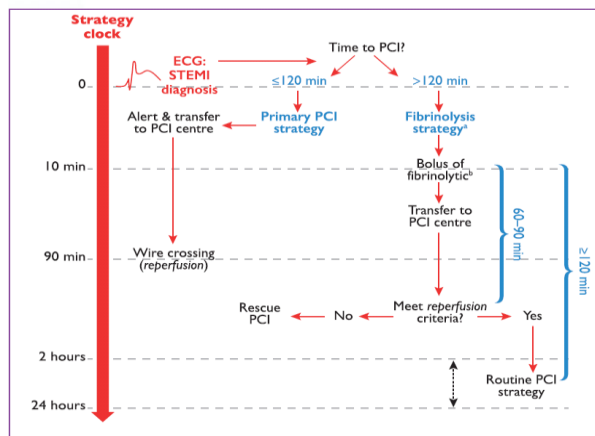 Strategy
clock
Time to PCI?
ECG:
STEMI
diagnosis
≤120 min
>120 min
0
Alert & transfer
to PCI centre
Primary PCI
strategy
Fibrinolysis
strategyᵃ
10 min
Bolus of
fibrinolyticᵇ
Transfer to
PCI centre
60–90 min
≥120 min
Wire crossing
(reperfusion)
90 min
Rescue
PCI
No
Meet reperfusion
criteria?
Yes
2 hours
Routine PCI
strategy
24 hours